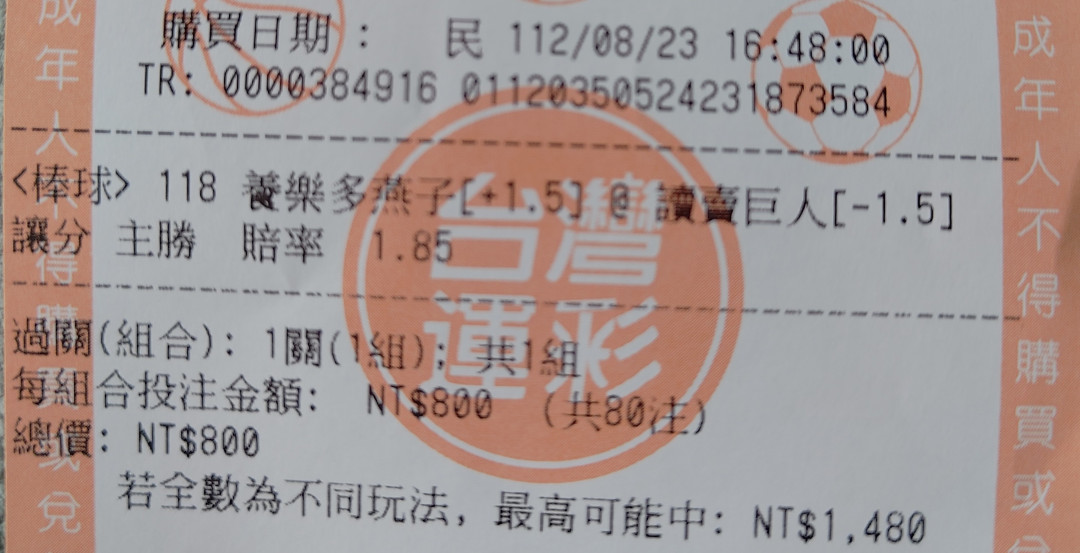 購買日期 : 民 112/08/23 16:48:00
TR: 0000384916 011203505242318​73584
<棒球> 118 養樂多燕子[+1.5] @ 讀賣巨人[-1.5]
讓分 主勝 賠率 1.85
過關(組合): 1關(1組); 共1組
每組合投注金額: NT$800 (共80注)
總價: NT$800
若全數為不同玩法, 最高可能中: NT$1,480
台灣
運彩
成年人不得購買或兌
成年人不得購買或